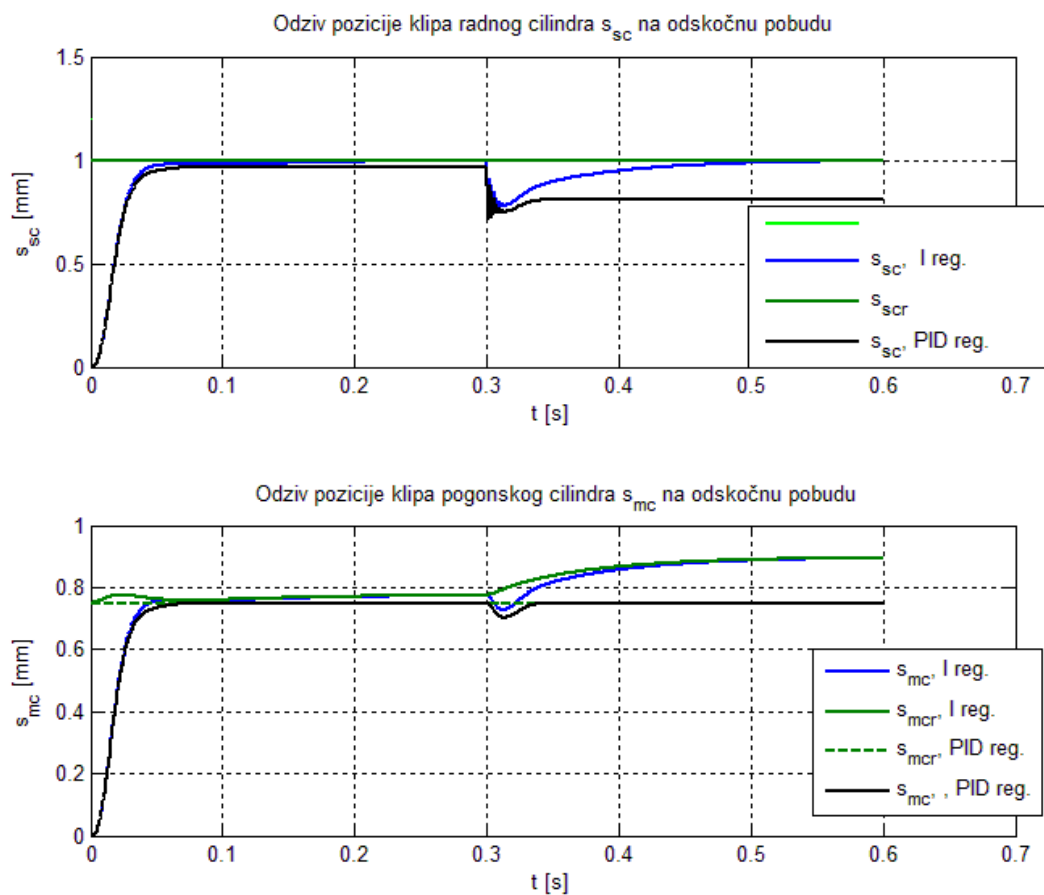 Odziv pozicije klipa radnog cilindra s_sc na odskočnu pobudu
1.5
1
0.5
0
s_sc [mm]
0 0.1 0.2 0.3 0.4 0.5 0.6 0.7
t [s]
s_sc, I reg.
s_scr
s_sc, PID reg.
Odziv pozicije klipa pogonskog cilindra s_mc na odskočnu pobudu
1
0.8
0.6
0.4
0.2
0
s_mc [mm]
0 0.1 0.2 0.3 0.4 0.5 0.6 0.7
t [s]
s_mc, I reg.
s_mcr, I reg.
s_mcr, PID reg.
s_mc, , PID reg.